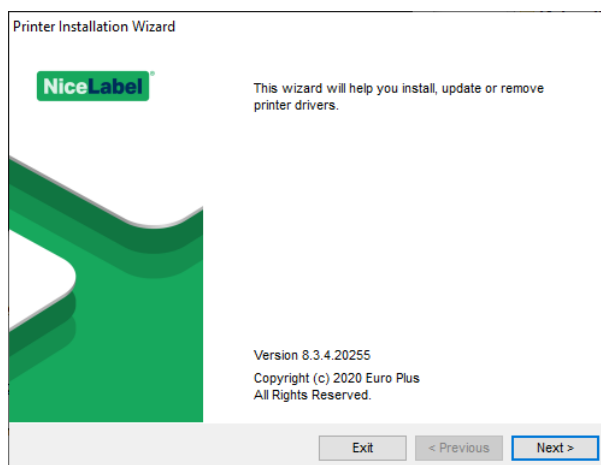 Printer Installation Wizard
NiceLabel®
This wizard will help you install, update or remove
printer drivers.
Version 8.3.4.20255
Copyright (c) 2020 Euro Plus
All Rights Reserved.
Exit
< Previous
Next >